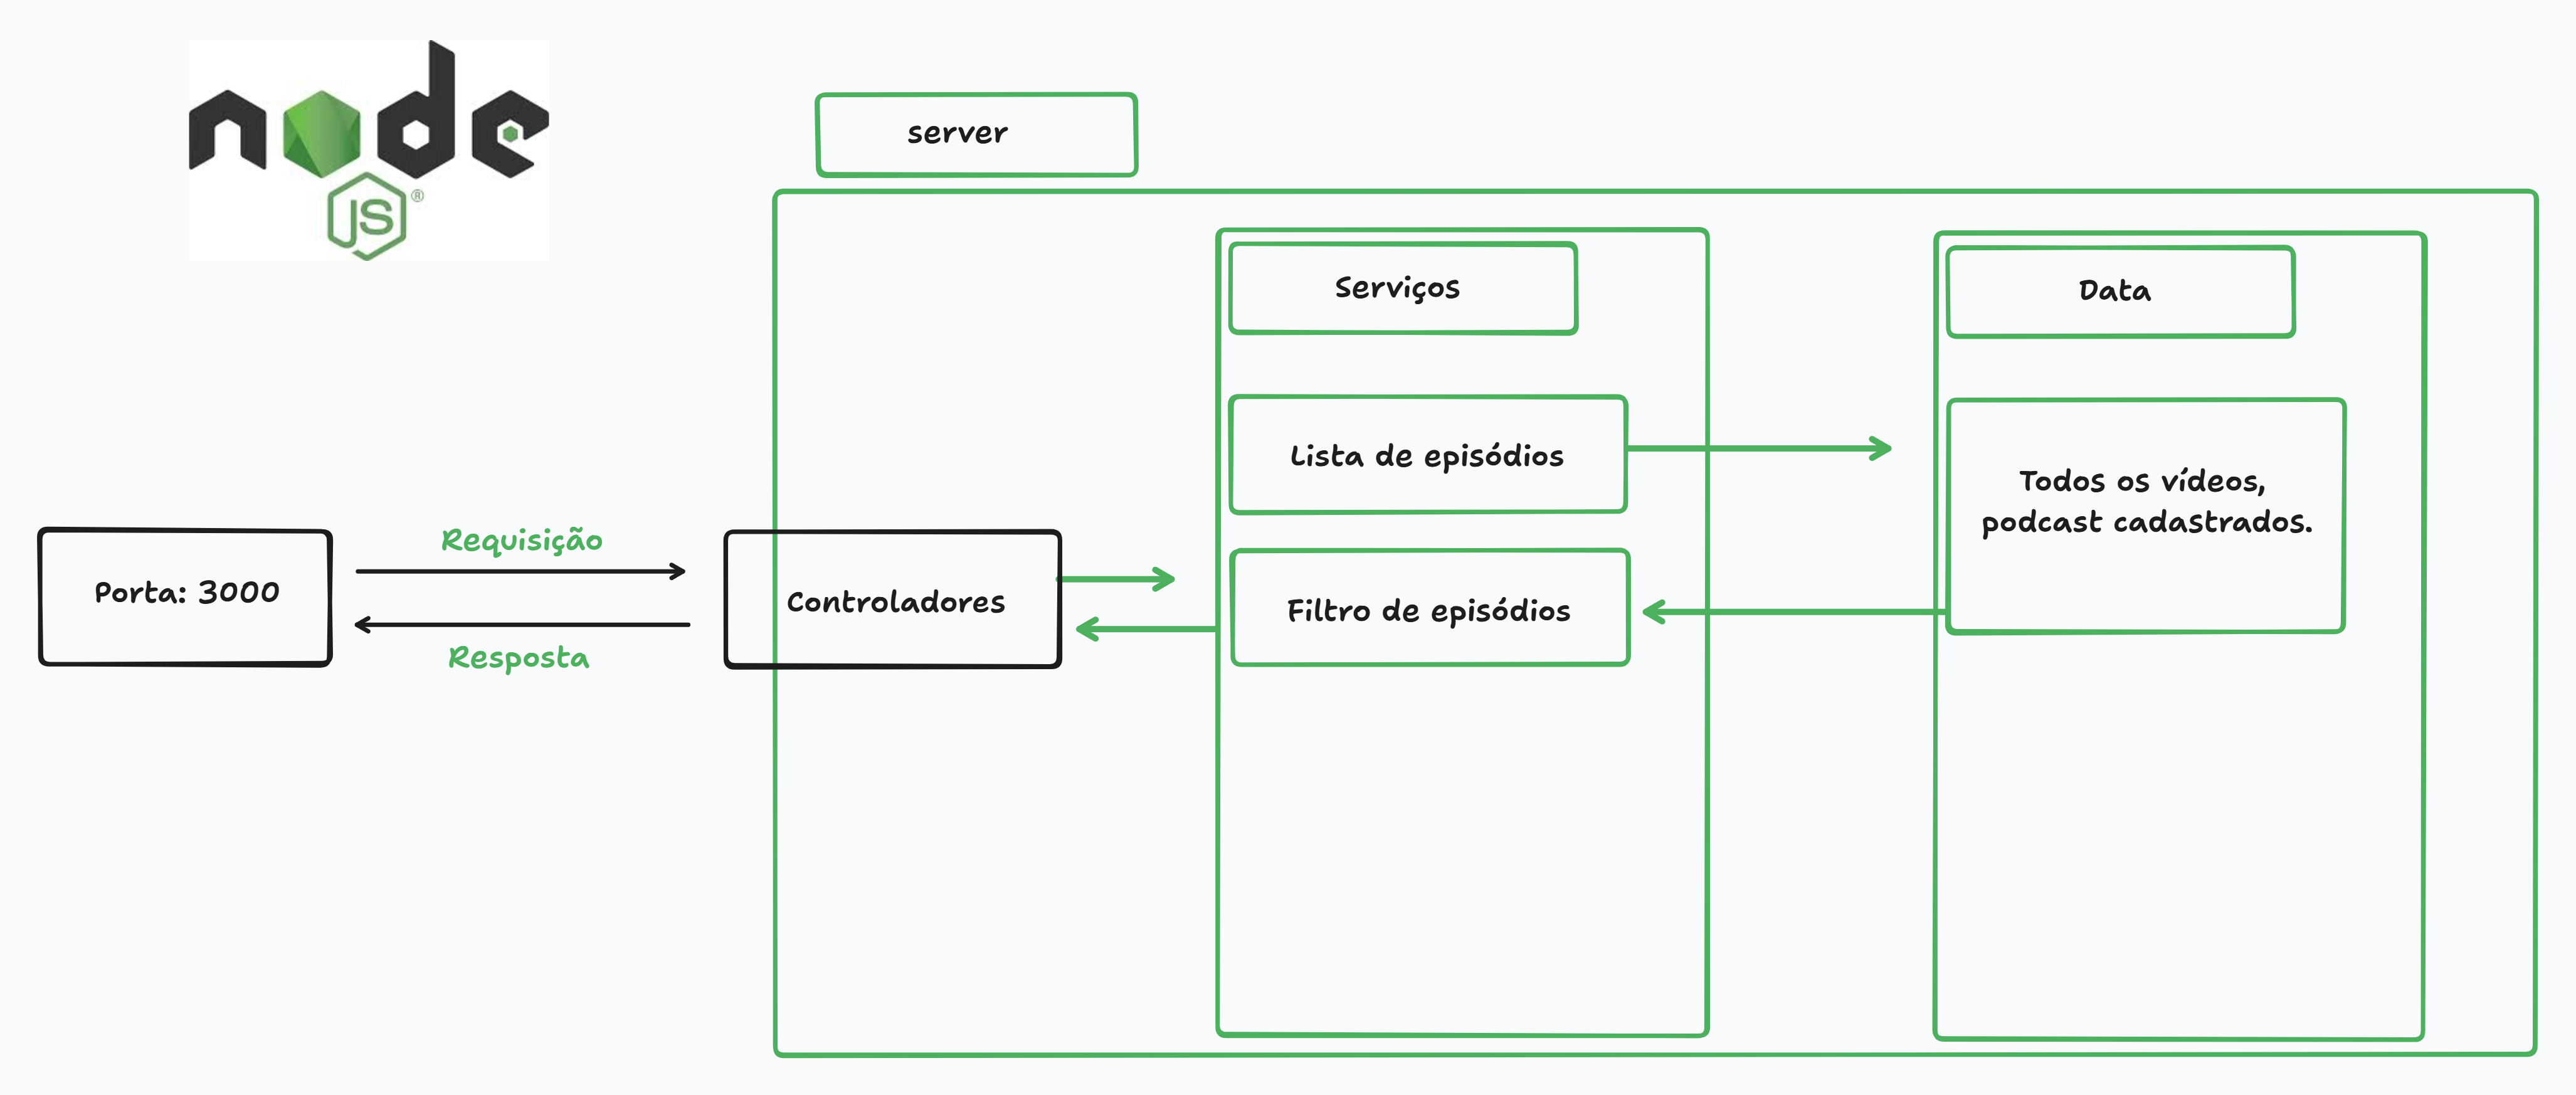 node
JS®
server
Serviços
Data
Lista de episódios
Todos os vídeos,
podcast cadastrados.
Requisição
Porta: 3000
Controladores
Filtro de episódios
Resposta